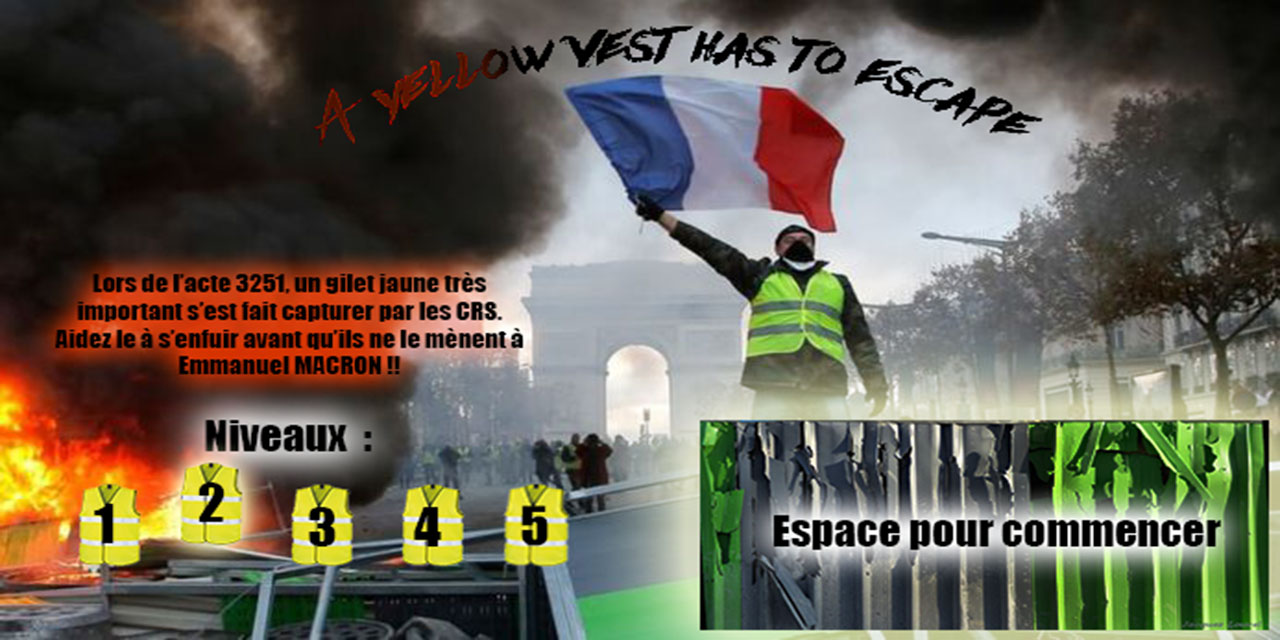 A YELLOW VEST HAS TO ESCAPE
Lors de l'acte 3251, un gilet jaune très
important s'est fait capturer par les CRS.
Aidez le à s'enfuir avant qu'ils ne le mènent à
Emmanuel MACRON !!
Niveaux :
1 2 3 4 5
Espace pour commencer